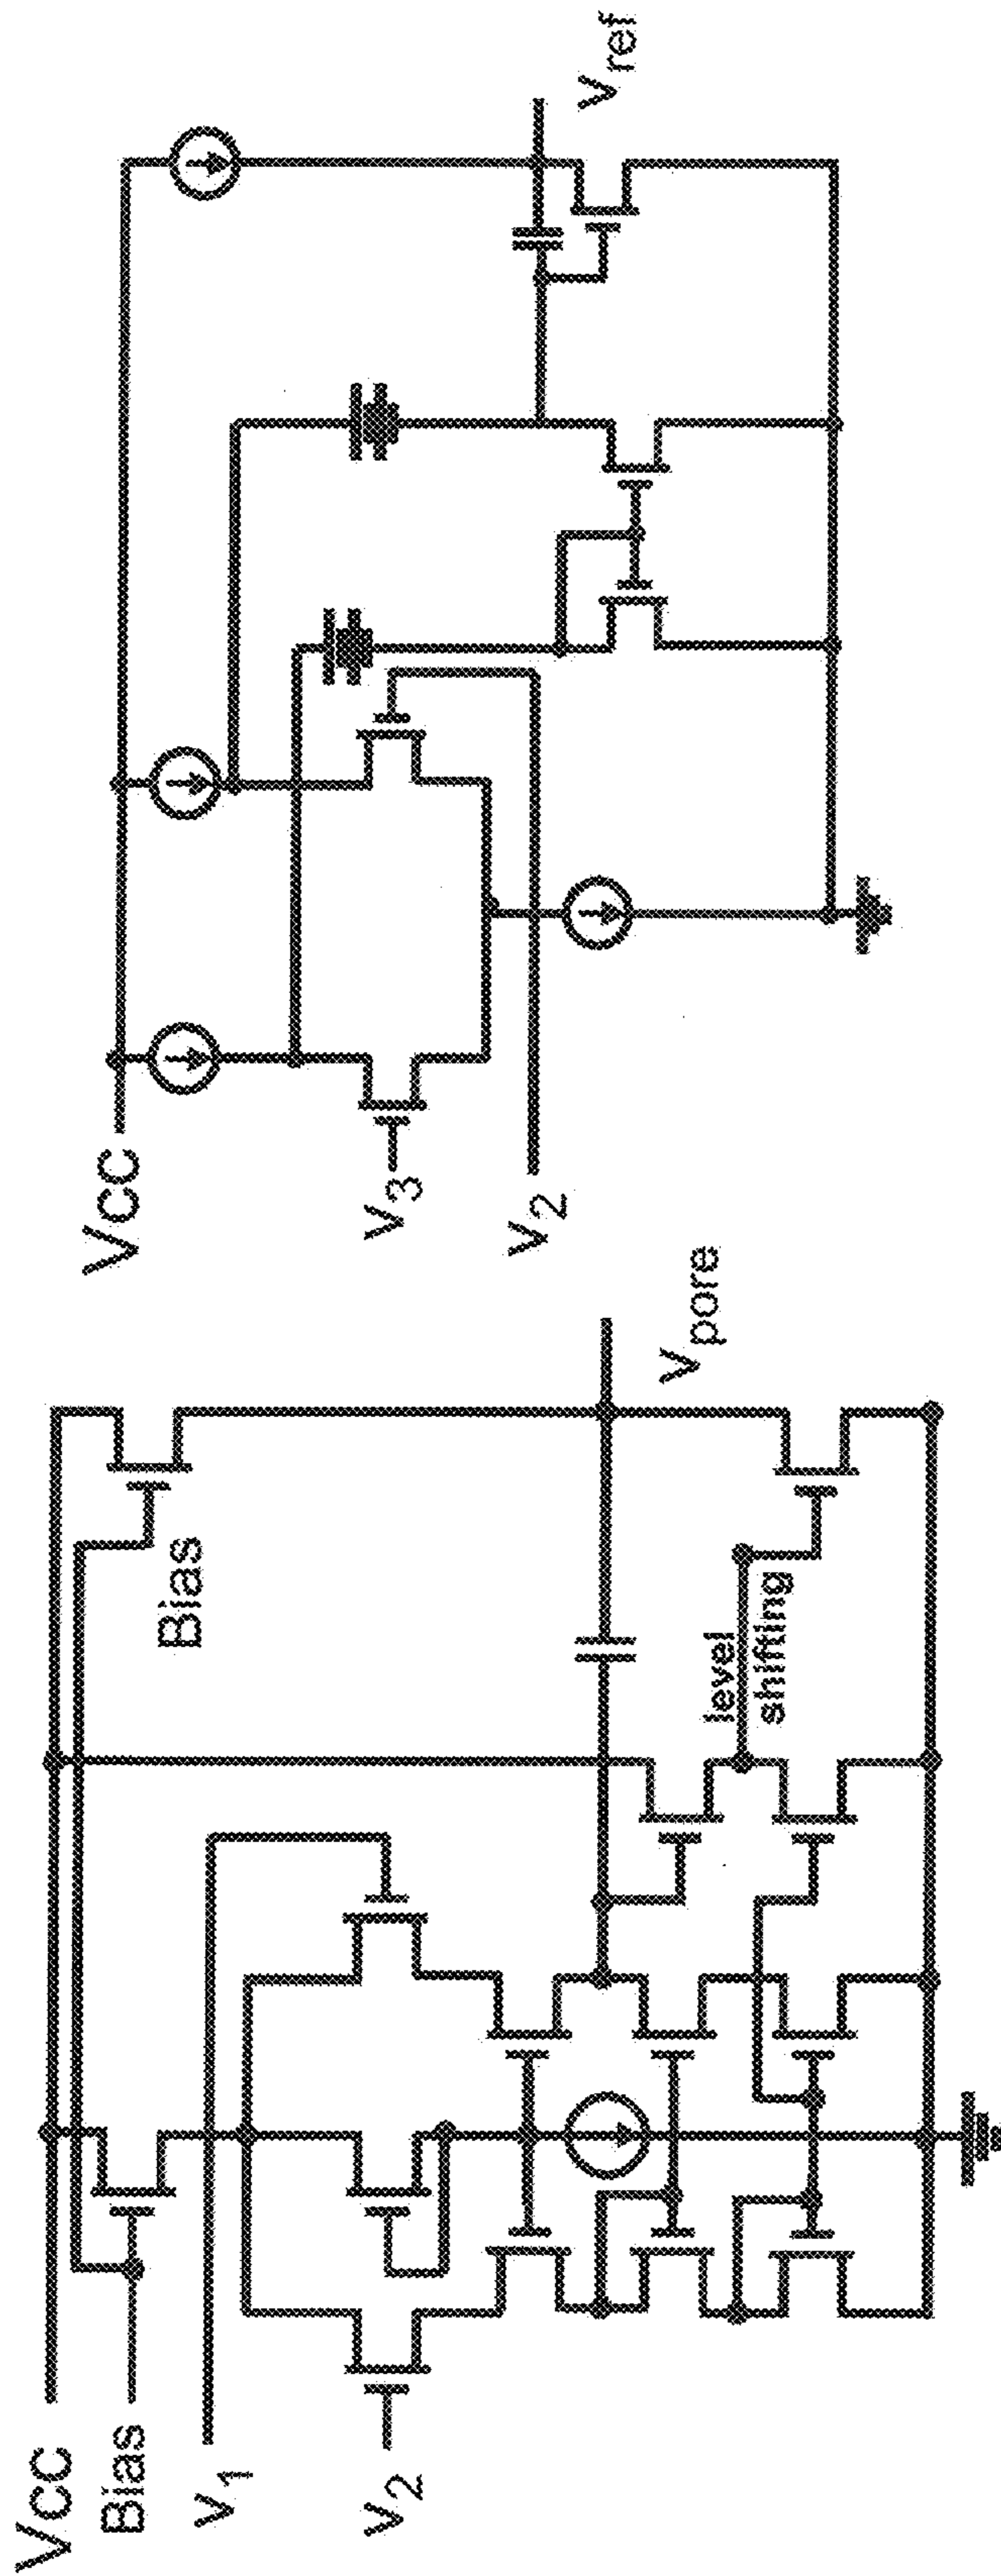 Vcc
Bias
V1
V2
Bias
level
shifting
Vpore
Vcc
V3
V2
Vref